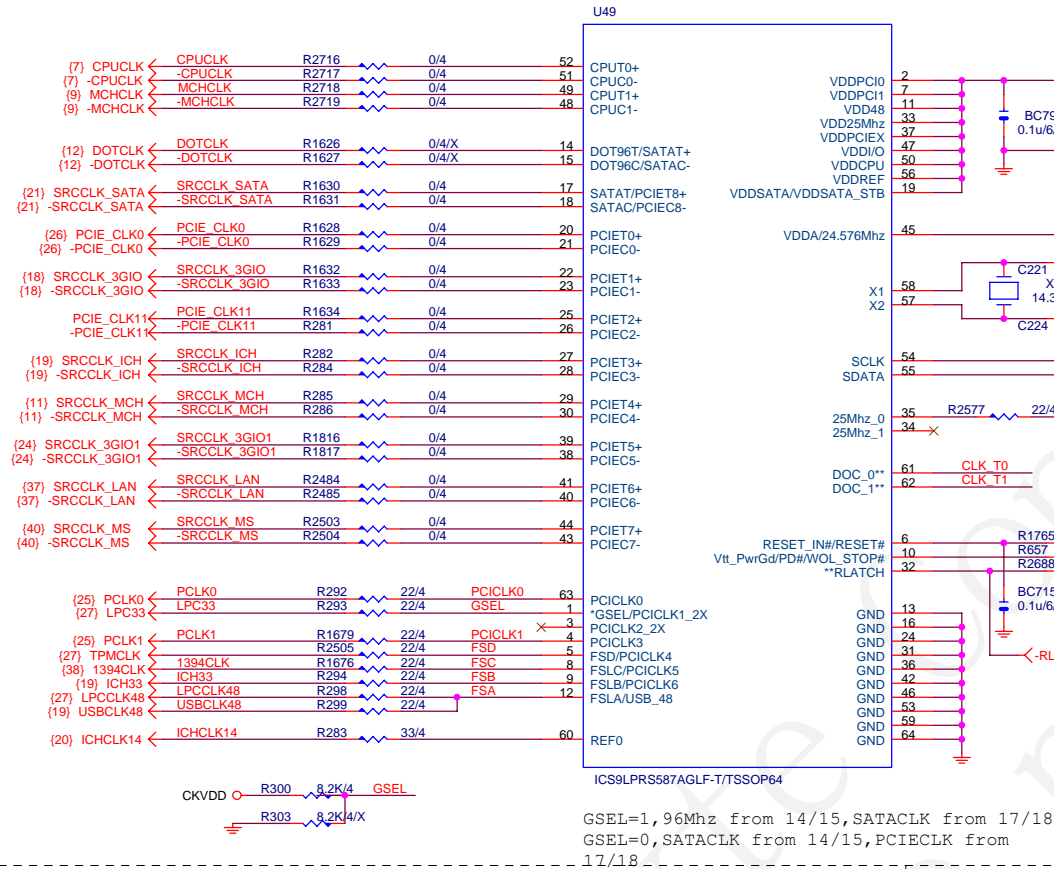 U49
{7} CPUCLK CPUCLK R2716 0/4 52 CPUT0+
{7} -CPUCLK -CPUCLK R2717 0/4 51 CPUC0-
{9} MCHCLK MCHCLK R2718 0/4 49 CPUT1+
{9} -MCHCLK -MCHCLK R2719 0/4 48 CPUC1-
{12} DOTCLK DOTCLK R1626 0/4/X 14 DOT96T/SATAT+
{12} -DOTCLK -DOTCLK R1627 0/4/X 15 DOT96C/SATAC-
{21} SRCCLK_SATA SRCCLK_SATA R1630 0/4 17 SATAT/PCIET8+
{21} -SRCCLK_SATA -SRCCLK_SATA R1631 0/4 18 SATAC/PCIEC8-
{26} PCIE_CLK0 PCIE_CLK0 R1628 0/4 20 PCIET0+
{26} -PCIE_CLK0 -PCIE_CLK0 R1629 0/4 21 PCIEC0-
{18} SRCCLK_3GIO SRCCLK_3GIO R1632 0/4 22 PCIET1+
{18} -SRCCLK_3GIO -SRCCLK_3GIO R1633 0/4 23 PCIEC1-
PCIE_CLK11 PCIE_CLK11 R1634 0/4 25 PCIET2+
-PCIE_CLK11 -PCIE_CLK11 R281 0/4 26 PCIEC2-
{19} SRCCLK_ICH SRCCLK_ICH R282 0/4 27 PCIET3+
{19} -SRCCLK_ICH -SRCCLK_ICH R284 0/4 28 PCIEC3-
{11} SRCCLK_MCH SRCCLK_MCH R285 0/4 29 PCIET4+
{11} -SRCCLK_MCH -SRCCLK_MCH R286 0/4 30 PCIEC4-
{24} SRCCLK_3GIO1 SRCCLK_3GIO1 R1816 0/4 39 PCIET5+
{24} -SRCCLK_3GIO1 -SRCCLK_3GIO1 R1817 0/4 38 PCIEC5-
{37} SRCCLK_LAN SRCCLK_LAN R2484 0/4 41 PCIET6+
{37} -SRCCLK_LAN -SRCCLK_LAN R2485 0/4 40 PCIEC6-
{40} SRCCLK_MS SRCCLK_MS R2503 0/4 44 PCIET7+
{40} -SRCCLK_MS -SRCCLK_MS R2504 0/4 43 PCIEC7-
{25} PCLK0 PCLK0 R292 22/4 PCICLK0 63 PCICLK0
{27} LPC33 LPC33 R293 22/4 GSEL 1 *GSEL/PCICLK1_2X
3 PCICLK2_2X
{25} PCLK1 PCLK1 R1679 22/4 PCICLK1 4 PCICLK3
{27} TPMCLK R2505 22/4 FSD 5 FSD/PCICLK4
{38} 1394CLK 1394CLK R1676 22/4 FSC 8 FSLC/PCICLK5
{19} ICH33 ICH33 R294 22/4 FSB 9 FSLB/PCICLK6
{27} LPCCLK48 LPCCLK48 R298 22/4 FSA 12 FSLA/USB_48
{19} USBCLK48 USBCLK48 R299 22/4
{20} ICHCLK14 ICHCLK14 R283 33/4 60 REF0
VDDPCI0 2
VDDPCI1 7
VDD48 11
VDD25Mhz 33
VDDPCIEX 37
VDDI/O 47
VDDCPU 50
VDDREF 56
VDDSATA/VDDSATA_STB 19
BC79
0.1u/6/
VDDA/24.576Mhz 45
X1 58
X2 57
C221
X
14.3
C224
SCLK 54
SDATA 55
25Mhz_0 35 R2577 22/4
25Mhz_1 34
DOC_0** 61 CLK_T0
DOC_1** 62 CLK_T1
RESET_IN#/RESET# 6 R1765
Vtt_PwrGd/PD#/WOL_STOP# 10 R657
**RLATCH 32 R2688
BC715
0.1u/6/
-RL
GND 13
GND 16
GND 24
GND 31
GND 36
GND 42
GND 46
GND 53
GND 59
GND 64
ICS9LPRS587AGLF-T/TSSOP64
CKVDD R300 8.2K/4 GSEL
R303 8.2K/4/X
GSEL=1,96Mhz from 14/15,SATACLK from 17/18
GSEL=0,SATACLK from 14/15,PCIECLK from
17/18